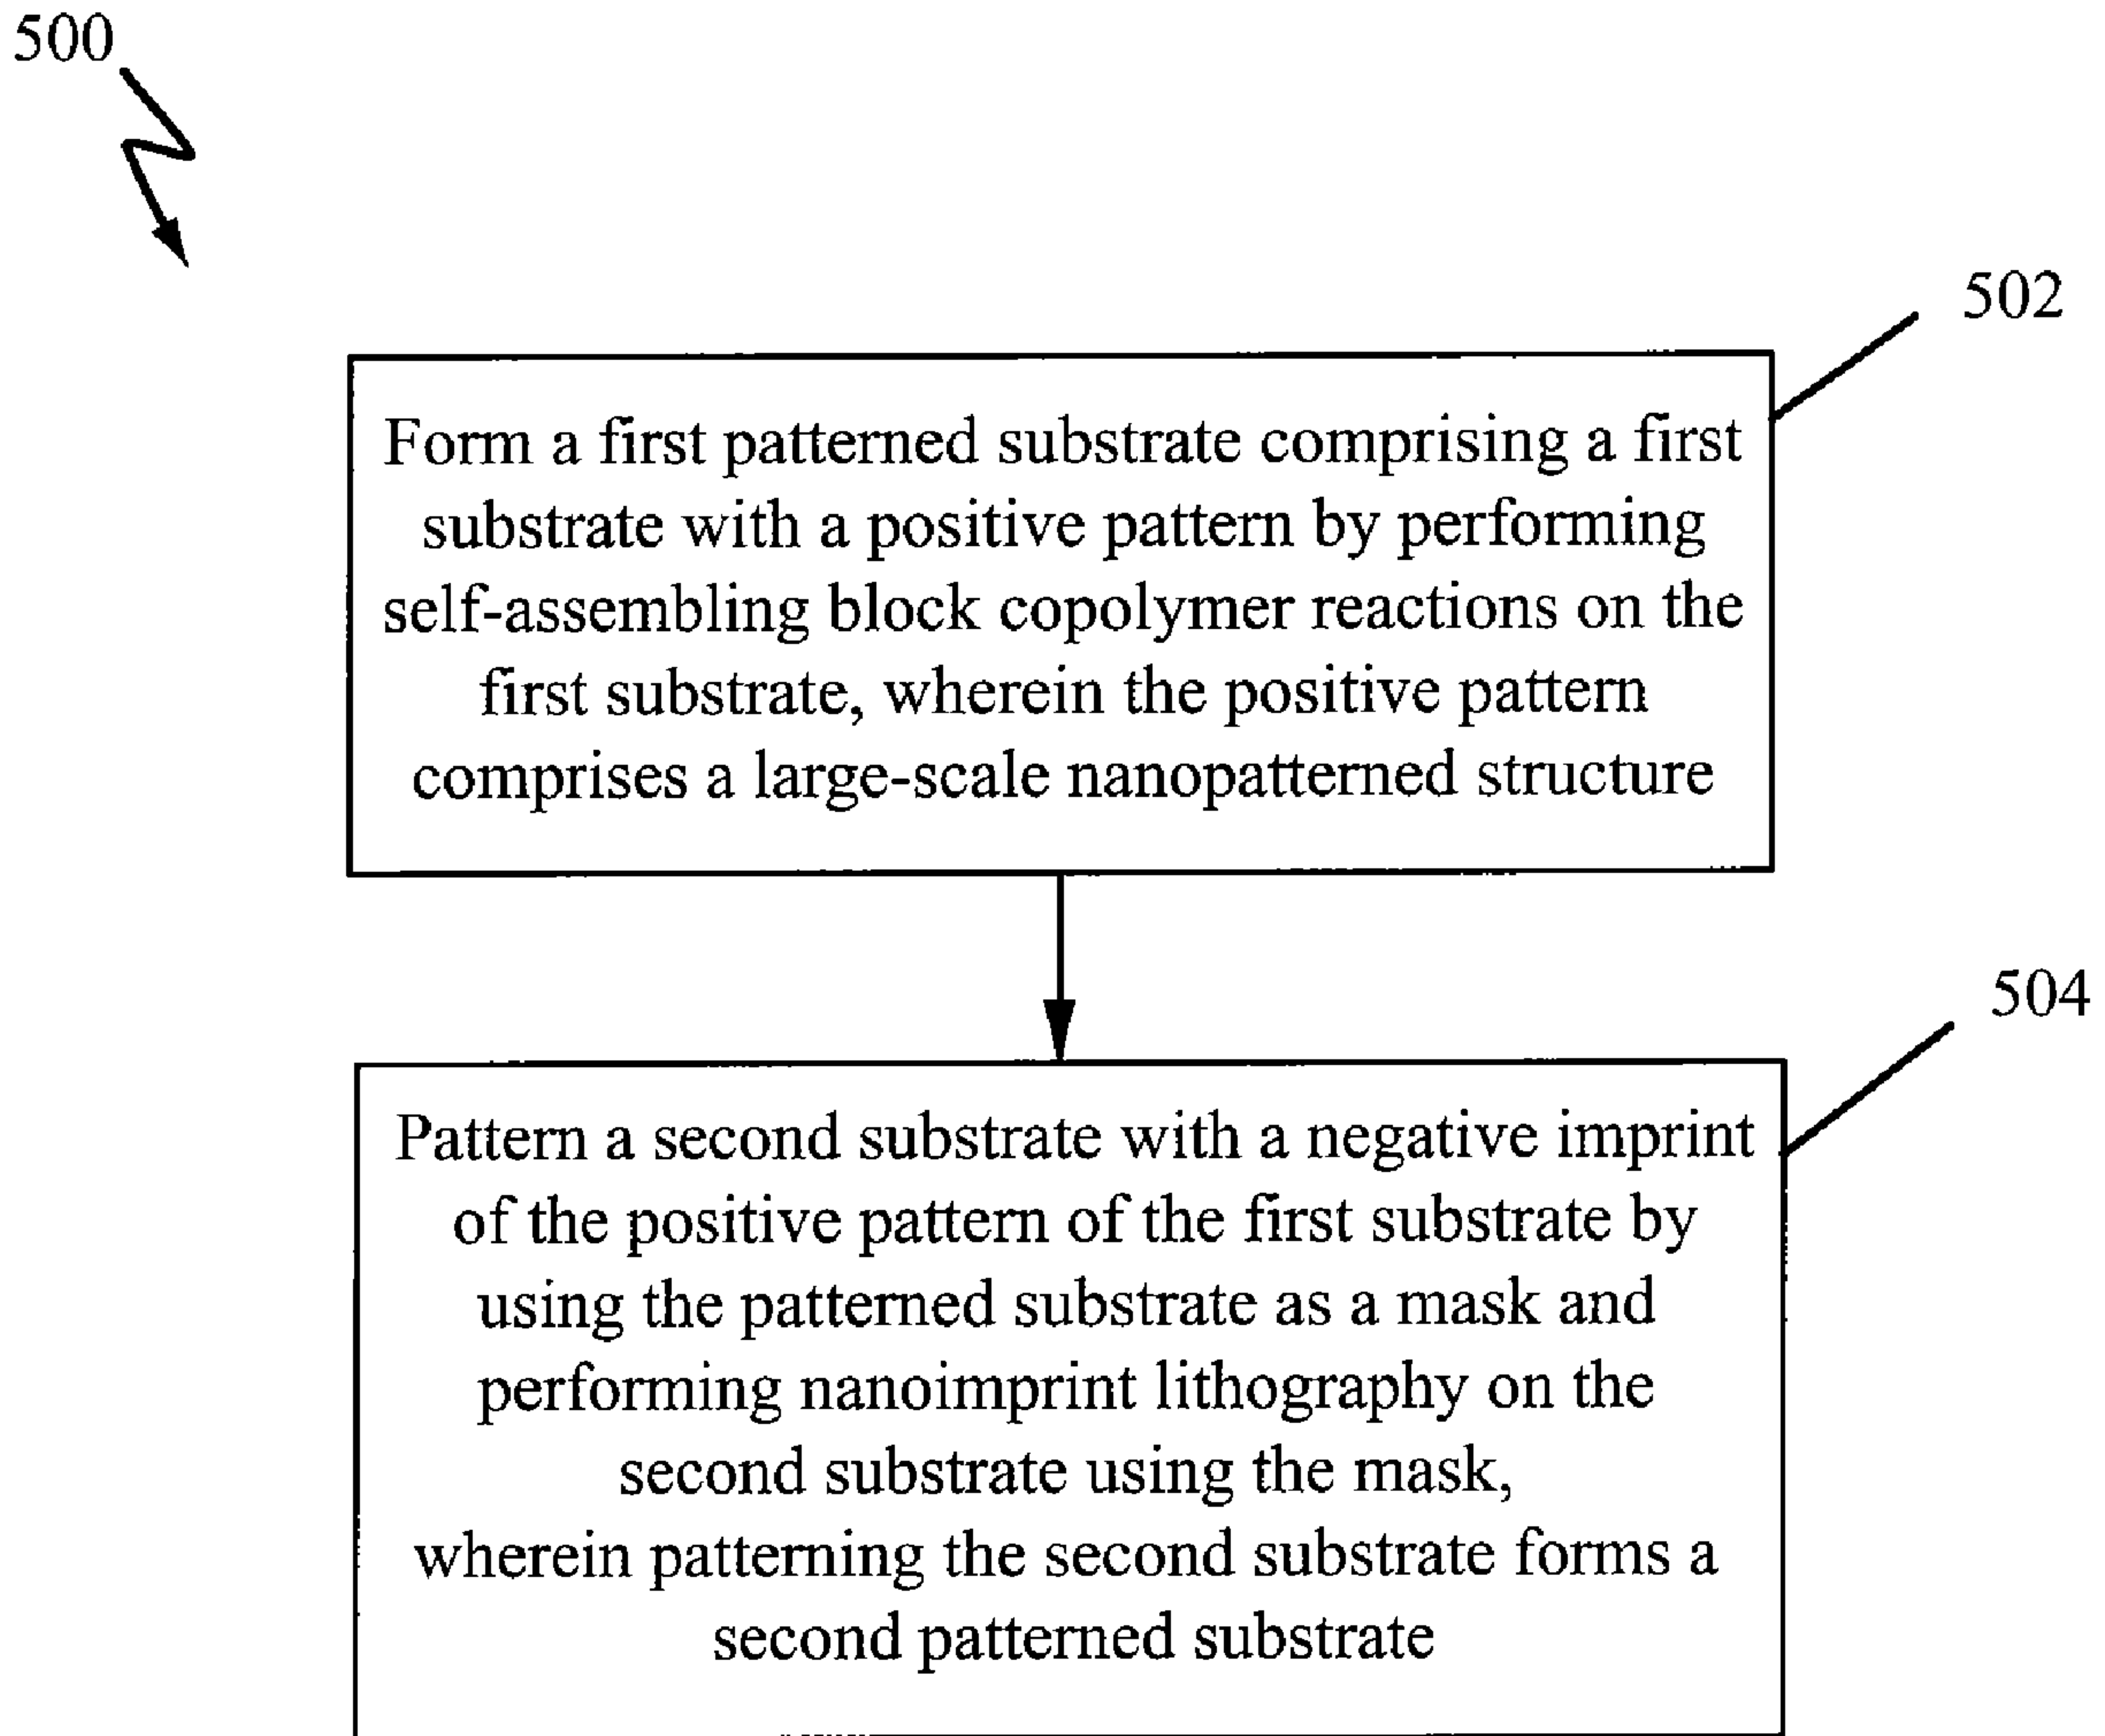 500
502
Form a first patterned substrate comprising a first
substrate with a positive pattern by performing
self-assembling block copolymer reactions on the
first substrate, wherein the positive pattern
comprises a large-scale nanopatterned structure
504
Pattern a second substrate with a negative imprint
of the positive pattern of the first substrate by
using the patterned substrate as a mask and
performing nanoimprint lithography on the
second substrate using the mask,
wherein patterning the second substrate forms a
second patterned substrate